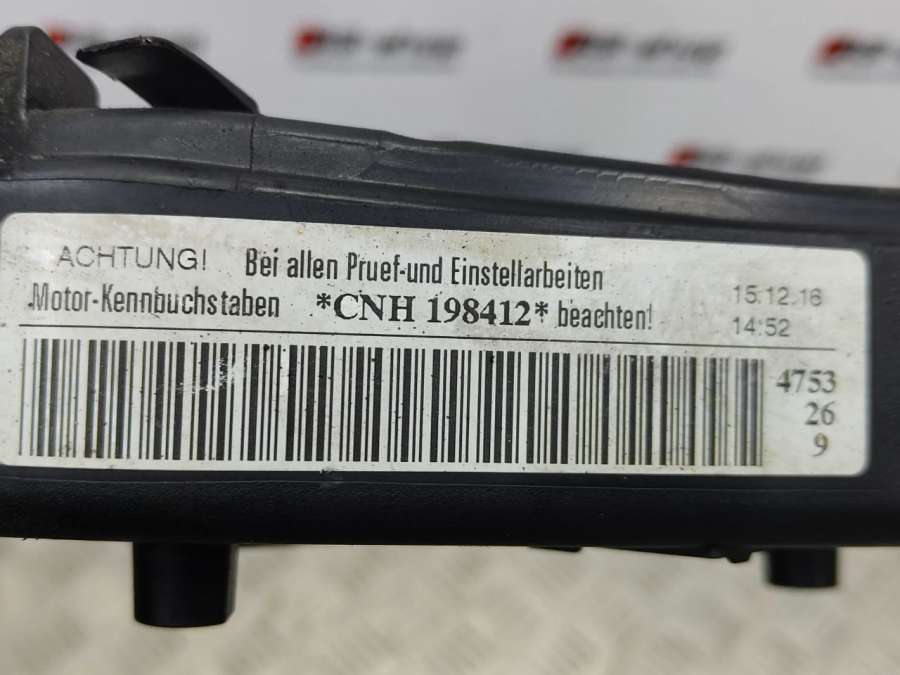 ACHTUNG! Bei allen Pruef-und Einstellarbeiten
Motor-Kennbuchstaben *CNH 198412* beachten!
15.12.16
14:52
4753
26
9